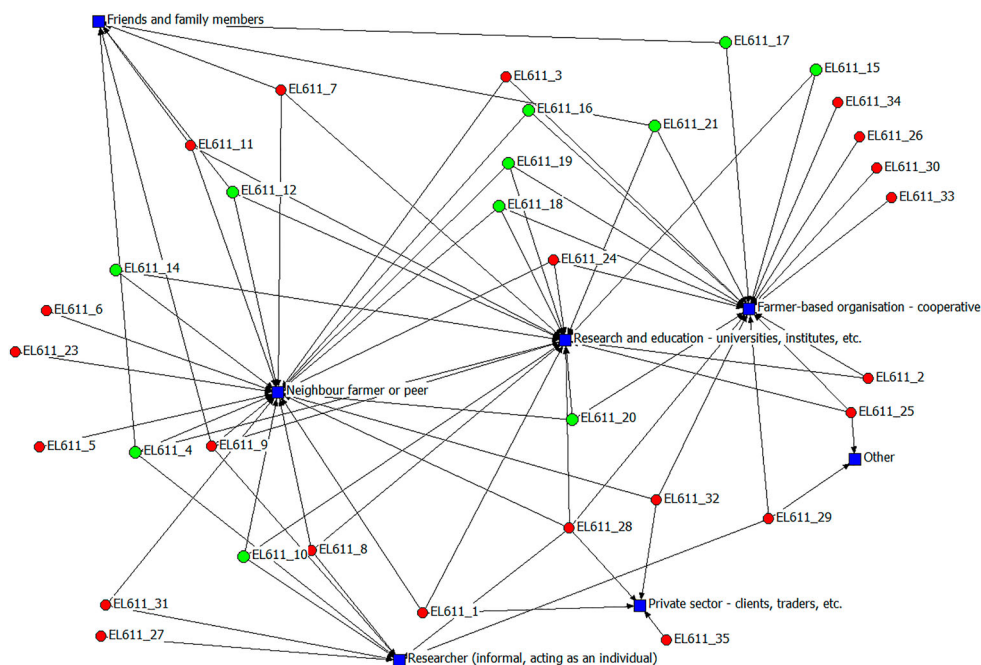 Friends and family members
EL611_17
EL611_15
EL611_7
EL611_3
EL611_34
EL611_16
EL611_21
EL611_26
EL611_11
EL611_19
EL611_30
EL611_12
EL611_33
EL611_18
EL611_14
EL611_24
EL611_6
Farmer-based organisation - cooperative
Research and education - universities, institutes, etc.
EL611_23
EL611_2
Neighbour farmer or peer
EL611_25
EL611_20
EL611_5
EL611_4
EL611_9
Other
EL611_32
EL611_29
EL611_28
EL611_10
EL611_8
EL611_31
EL611_1
Private sector - clients, traders, etc.
EL611_27
EL611_35
Researcher (informal, acting as an individual)